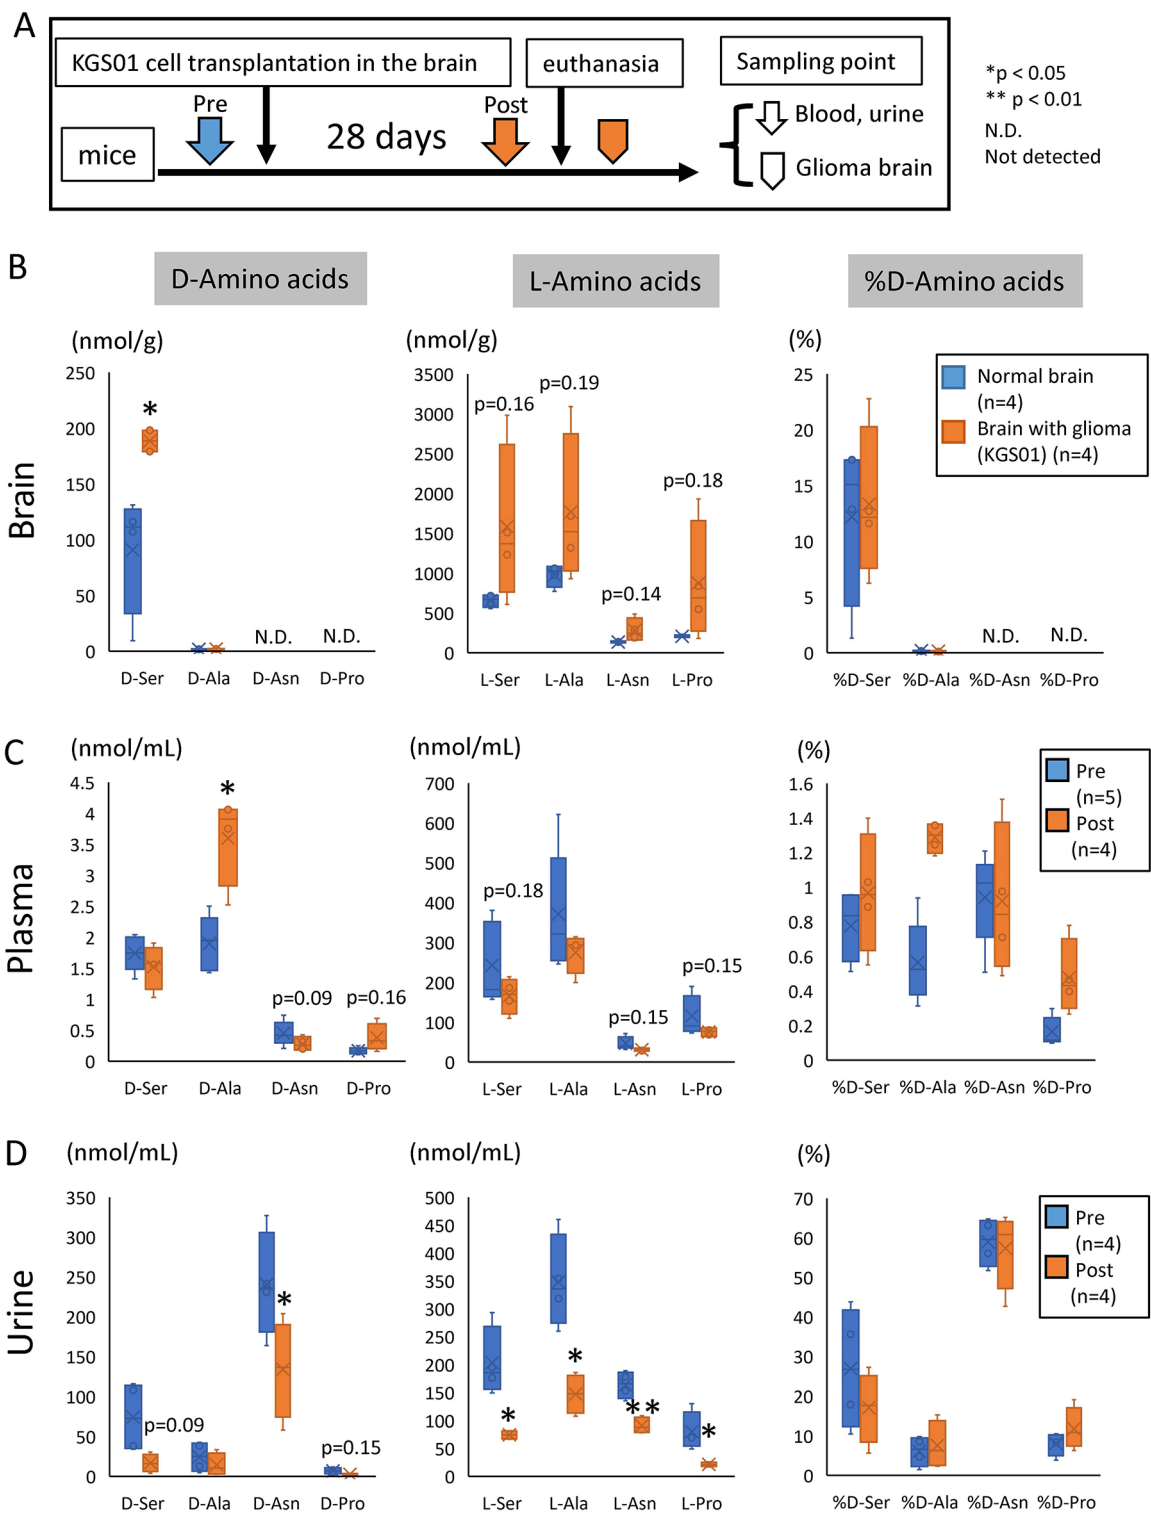 A
KGS01 cell transplantation in the brain
euthanasia
Sampling point
Pre
Post
28 days
mice
Blood, urine
Glioma brain
*p < 0.05
** p < 0.01
N.D.
Not detected
B
D-Amino acids
L-Amino acids
%D-Amino acids
Brain
(nmol/g)
250
200
150
100
50
0
*
N.D.
N.D.
D-Ser
D-Ala
D-Asn
D-Pro
(nmol/g)
3500
3000
2500
2000
1500
1000
500
0
p=0.16
p=0.19
p=0.14
p=0.18
L-Ser
L-Ala
L-Asn
L-Pro
(%)
25
20
15
10
5
0
N.D.
N.D.
%D-Ser
%D-Ala
%D-Asn
%D-Pro
Normal brain
(n=4)
Brain with glioma
(KGS01) (n=4)
C
Plasma
(nmol/mL)
4.5
4
3.5
3
2.5
2
1.5
1
0.5
0
*
p=0.09
p=0.16
D-Ser
D-Ala
D-Asn
D-Pro
(nmol/mL)
700
600
500
400
300
200
100
0
p=0.18
p=0.15
p=0.15
L-Ser
L-Ala
L-Asn
L-Pro
(%)
1.6
1.4
1.2
1
0.8
0.6
0.4
0.2
0
%D-Ser
%D-Ala
%D-Asn
%D-Pro
Pre
(n=5)
Post
(n=4)
D
Urine
(nmol/mL)
350
300
250
200
150
100
50
0
p=0.09
*
p=0.15
D-Ser
D-Ala
D-Asn
D-Pro
(nmol/mL)
500
450
400
350
300
250
200
150
100
50
0
*
*
**
*
L-Ser
L-Ala
L-Asn
L-Pro
(%)
70
60
50
40
30
20
10
0
%D-Ser
%D-Ala
%D-Asn
%D-Pro
Pre
(n=4)
Post
(n=4)